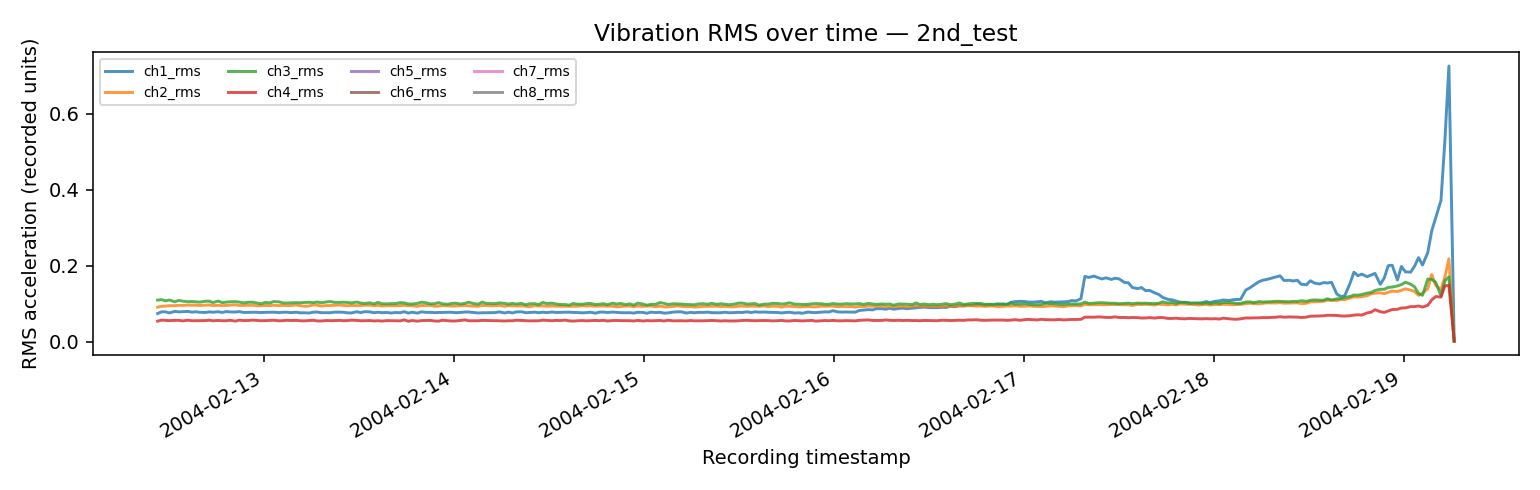 Vibration RMS over time — 2nd_test
RMS acceleration (recorded units)
ch1_rms ch3_rms ch5_rms ch7_rms
ch2_rms ch4_rms ch6_rms ch8_rms
0.6
0.4
0.2
0.0
2004-02-13 2004-02-14 2004-02-15 2004-02-16 2004-02-17 2004-02-18 2004-02-19
Recording timestamp